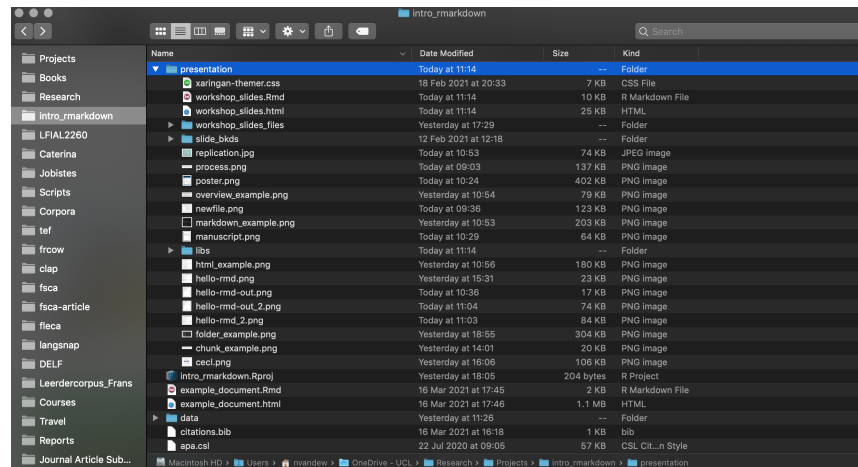 intro_rmarkdown
Search
Projects
Books
Research
intro_rmarkdown
LFIAL2260
Caterina
Jobistes
Scripts
Corpora
tef
frcow
clap
fsca
fsca-article
fleca
langsnap
DELF
Leerdercorpus_Frans
Courses
Travel
Reports
Journal Article Sub...
Name Date Modified Size Kind
presentation Today at 11:14 -- Folder
xaringan-themer.css 18 Feb 2021 at 20:33 7 KB CSS File
workshop_slides.Rmd Today at 11:14 10 KB R Markdown File
workshop_slides.html Today at 11:14 25 KB HTML
workshop_slides_files Yesterday at 17:29 -- Folder
slide_bkds 12 Feb 2021 at 12:18 -- Folder
replication.jpg Today at 10:53 74 KB JPEG image
process.png Today at 09:03 137 KB PNG image
poster.png Today at 10:24 402 KB PNG image
overview_example.png Yesterday at 10:54 79 KB PNG image
newfile.png Today at 09:36 123 KB PNG image
markdown_example.png Yesterday at 10:53 203 KB PNG image
manuscript.png Today at 10:29 64 KB PNG image
libs Today at 11:14 -- Folder
html_example.png Yesterday at 10:56 180 KB PNG image
hello-rmd.png Yesterday at 15:31 23 KB PNG image
hello-rmd-out.png Today at 10:36 17 KB PNG image
hello-rmd-out_2.png Today at 11:04 74 KB PNG image
hello-rmd_2.png Today at 11:03 84 KB PNG image
folder_example.png Yesterday at 18:55 304 KB PNG image
chunk_example.png Yesterday at 14:01 20 KB PNG image
cecl.png Yesterday at 16:06 106 KB PNG image
intro_rmarkdown.Rproj Yesterday at 18:05 204 bytes R Project
example_document.Rmd 16 Mar 2021 at 17:45 2 KB R Markdown File
example_document.html 16 Mar 2021 at 17:46 1.1 MB HTML
data Yesterday at 11:26 -- Folder
citations.bib 16 Mar 2021 at 16:18 1 KB bib
apa.csl 22 Jul 2020 at 09:05 57 KB CSL Cit...n Style
Macintosh HD › Users › nvandew › OneDrive - UCL › Research › Projects › intro_rmarkdown › presentation